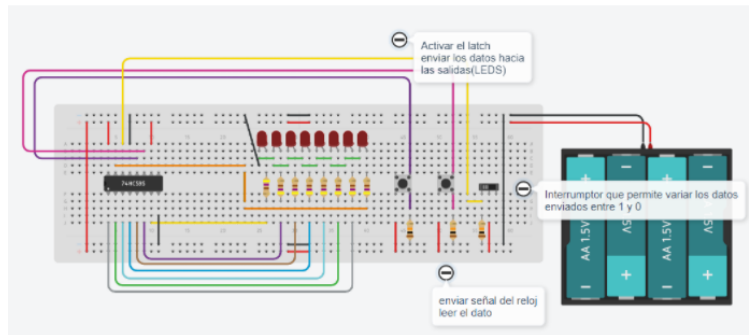 Activar el latch
enviar los datos hacia
las salidas(LEDS)
74HC595
Interrumptor que permite variar los datos
enviados entre 1 y 0
AA 1.5V
AA 1.5V
enviar señal del reloj
leer el dato